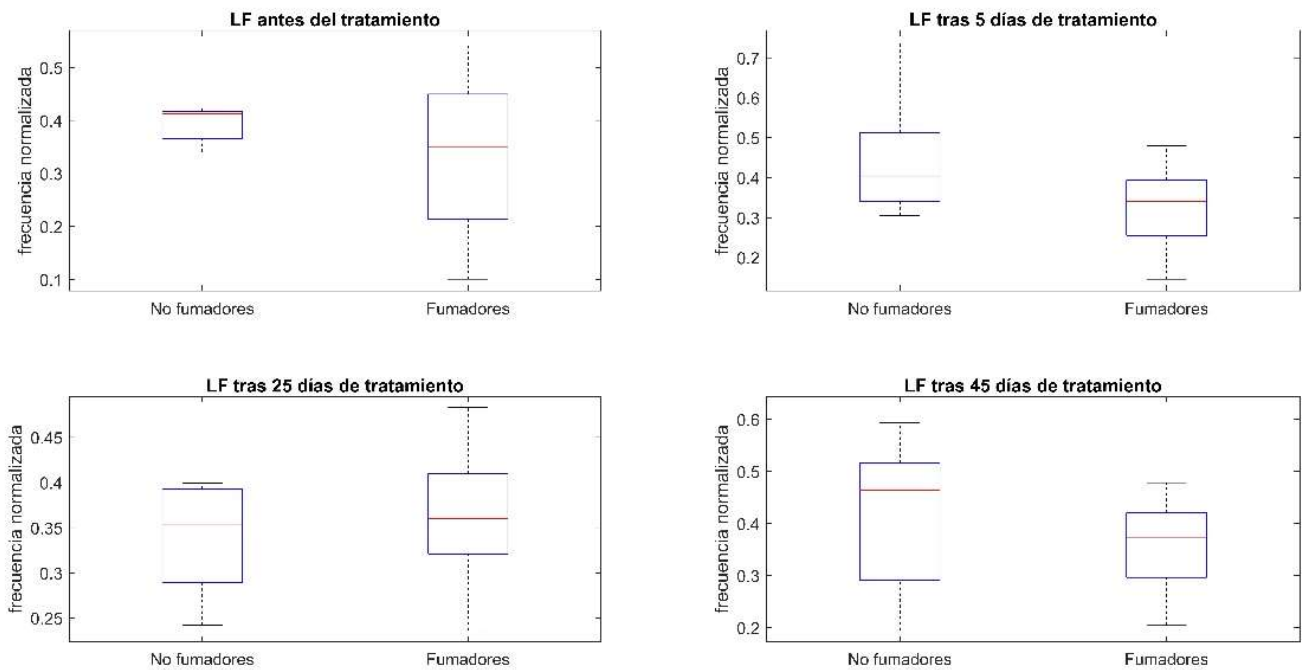 LF antes del tratamiento
frecuencia normalizada
0.5
0.4
0.3
0.2
0.1
No fumadores
Fumadores
LF tras 5 días de tratamiento
frecuencia normalizada
0.7
0.6
0.5
0.4
0.3
0.2
No fumadores
Fumadores
LF tras 25 días de tratamiento
frecuencia normalizada
0.45
0.4
0.35
0.3
0.25
No fumadores
Fumadores
LF tras 45 días de tratamiento
frecuencia normalizada
0.6
0.5
0.4
0.3
0.2
No fumadores
Fumadores